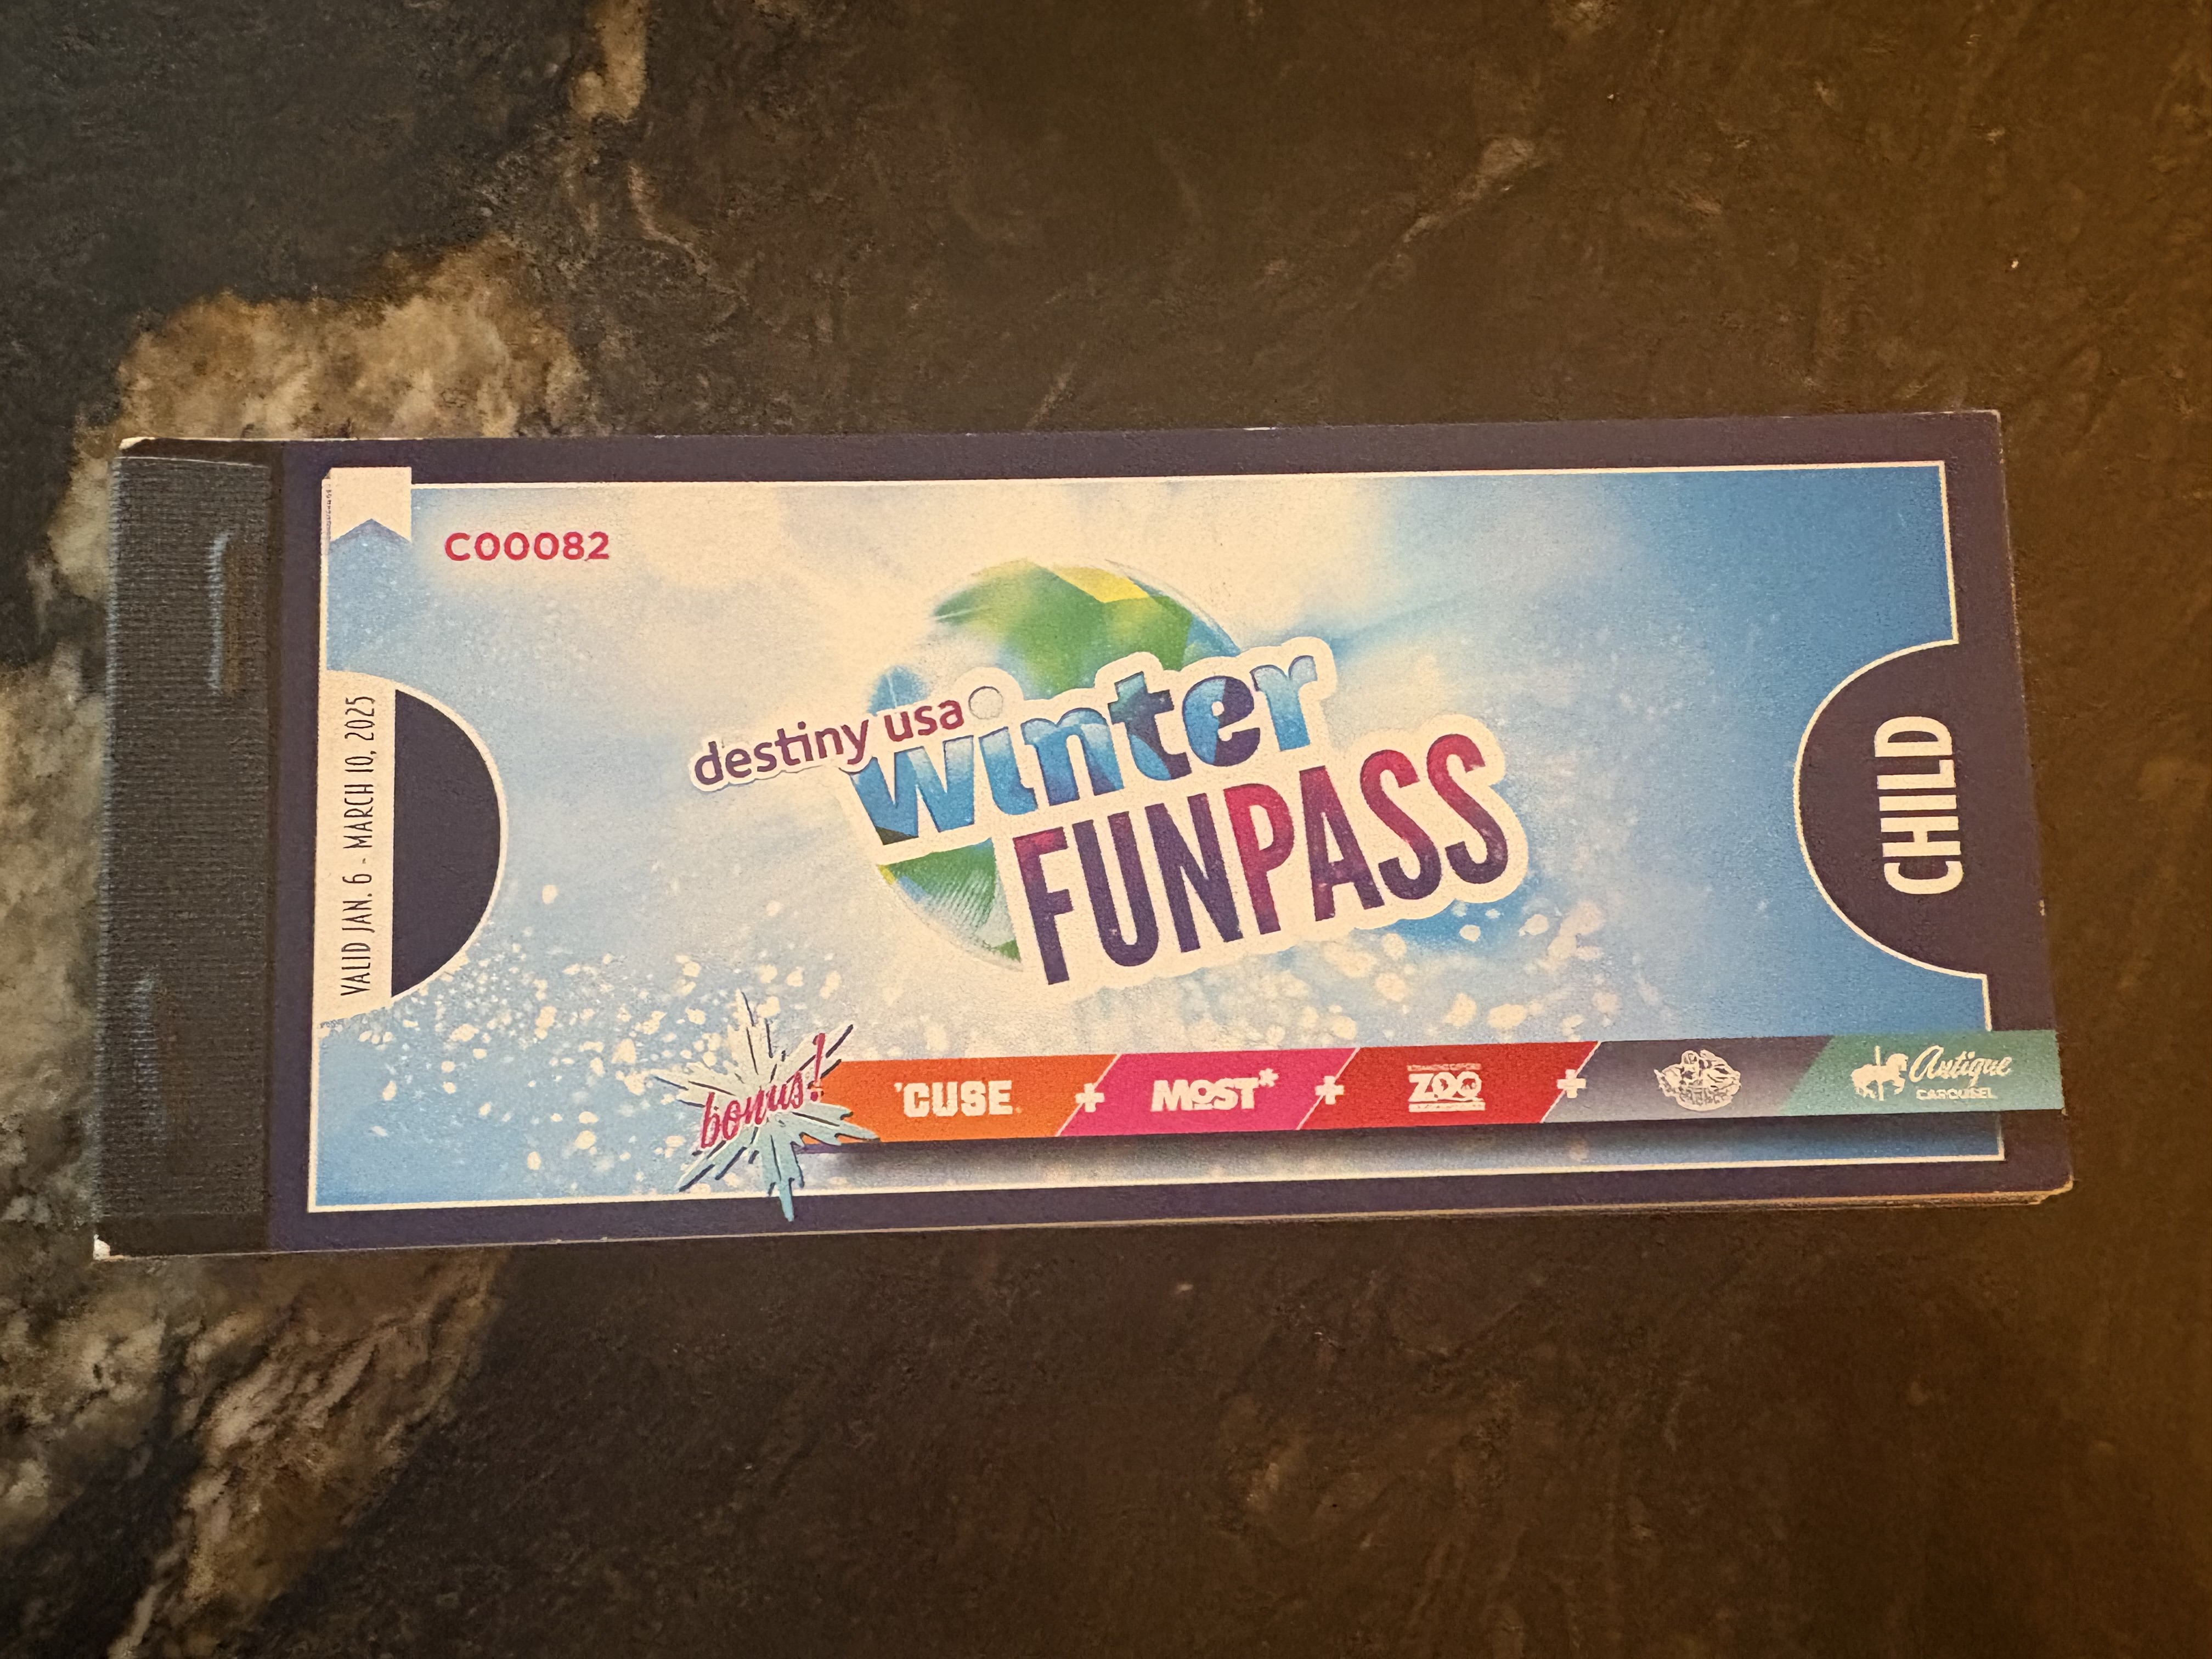 C00082
destiny usa
winter
FUNPASS
VALID JAN. 6 - MARCH 10, 2025
CHILD
bonus!
'CUSE + MOST* + ZOO + Antique
CAROUSEL